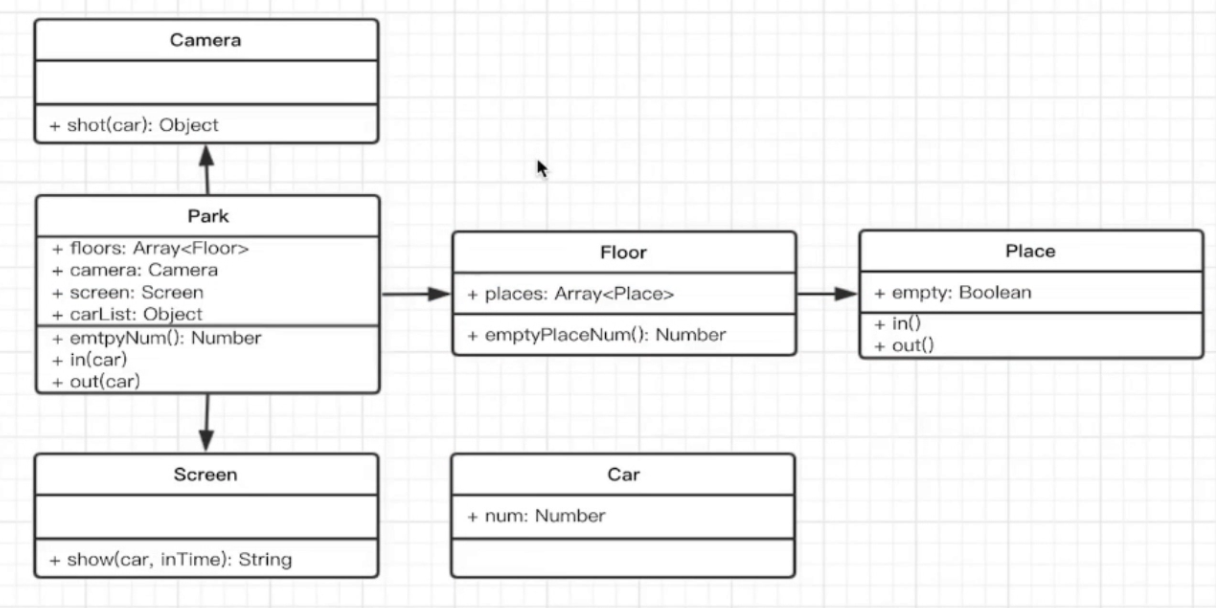 Camera
+ shot(car): Object
Park
+ floors: Array<Floor>
+ camera: Camera
+ screen: Screen
+ carList: Object
+ emtpyNum(): Number
+ in(car)
+ out(car)
Floor
+ places: Array<Place>
+ emptyPlaceNum(): Number
Place
+ empty: Boolean
+ in()
+ out()
Screen
+ show(car, inTime): String
Car
+ num: Number